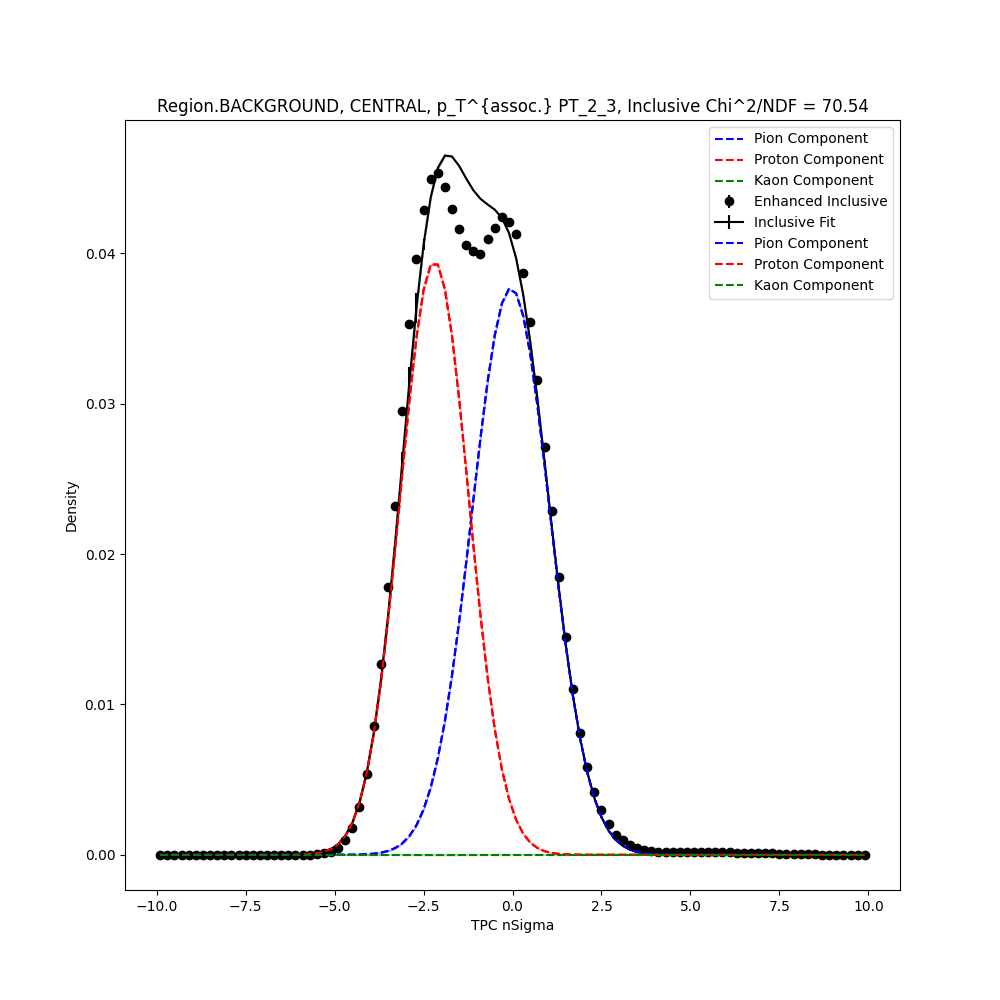 Region.BACKGROUND, CENTRAL, p_T^{assoc.} PT_2_3, Inclusive Chi^2/NDF = 70.54
Pion Component
Proton Component
Kaon Component
Enhanced Inclusive
Inclusive Fit
Pion Component
Proton Component
Kaon Component
Density
0.04
0.03
0.02
0.01
0.00
−10.0 −7.5 −5.0 −2.5 0.0 2.5 5.0 7.5 10.0
TPC nSigma